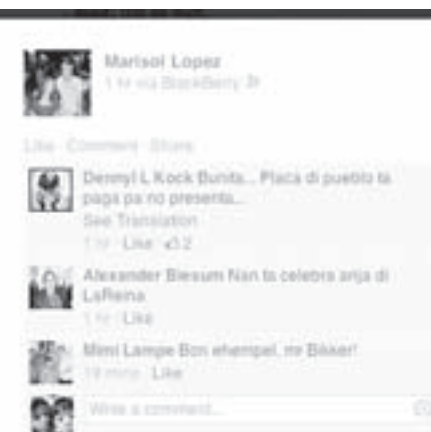 Marisol Lopez
1 hr via BlackBerry
Like · Comment · Share
Dennyl L Kock Bunita... Placa di pueblo ta
paga pa no presenta...
See Translation
1 hr · Like · 2
Alexander Biesum Nan ta celebra anja di
LaReina
1 hr · Like
Mimi Lampe Bon ehempel, mr Bikker!
19 mins · Like
Write a comment...